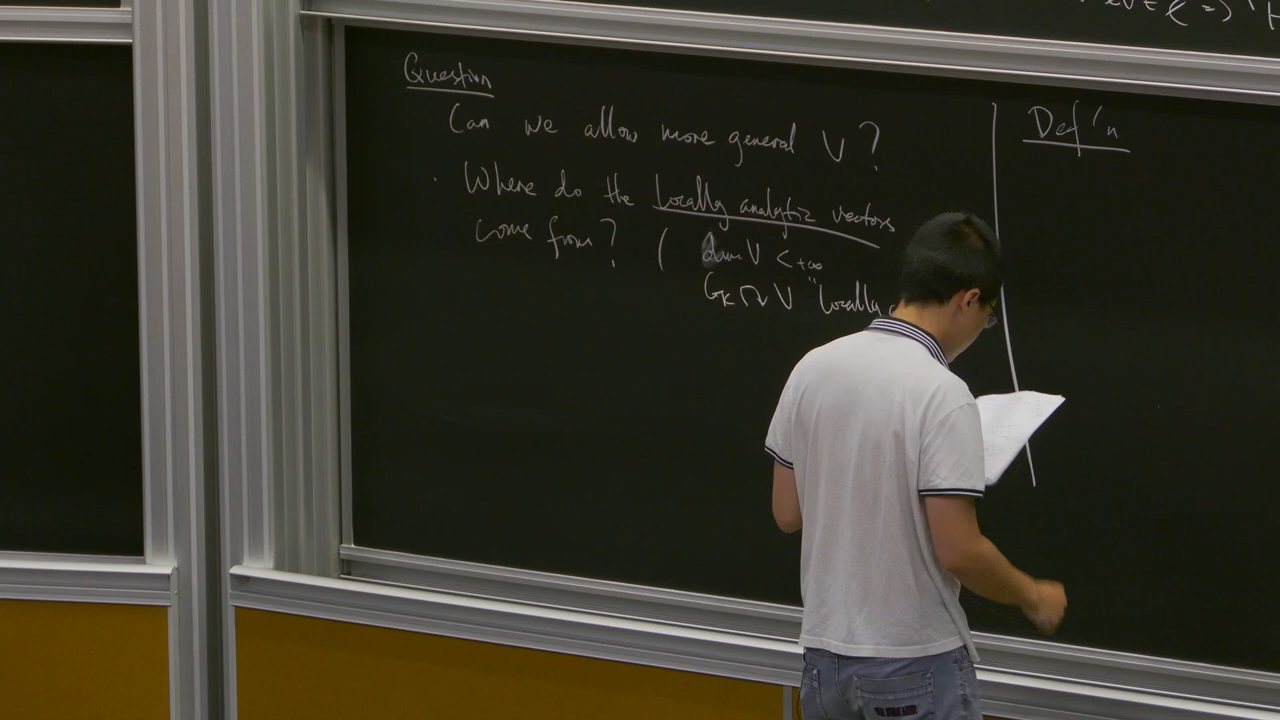 Question
Can we allow more general V?
· Where do the locally analytic vectors
come from? ( dim V < +∞
G_K ↷ V "locally
Def'n